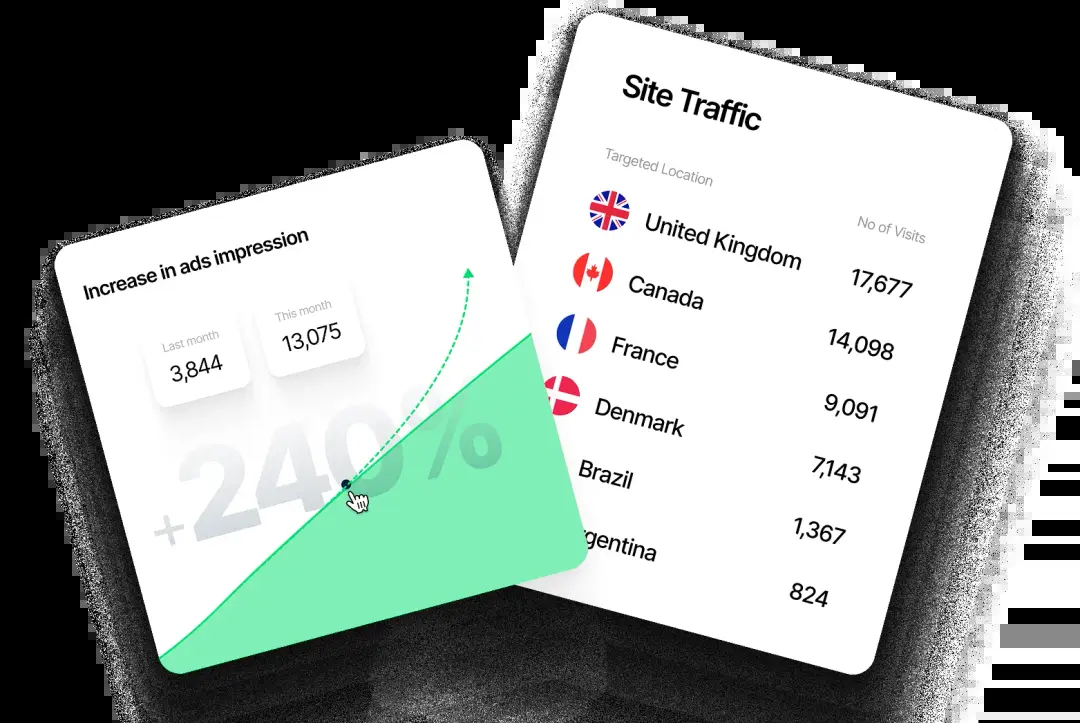 Increase in ads impression
Last month
3,844
This month
13,075
+240%
Site Traffic
Targeted Location
No of Visits
United Kingdom
17,677
Canada
14,098
France
9,091
Denmark
7,143
Brazil
1,367
gentina
824